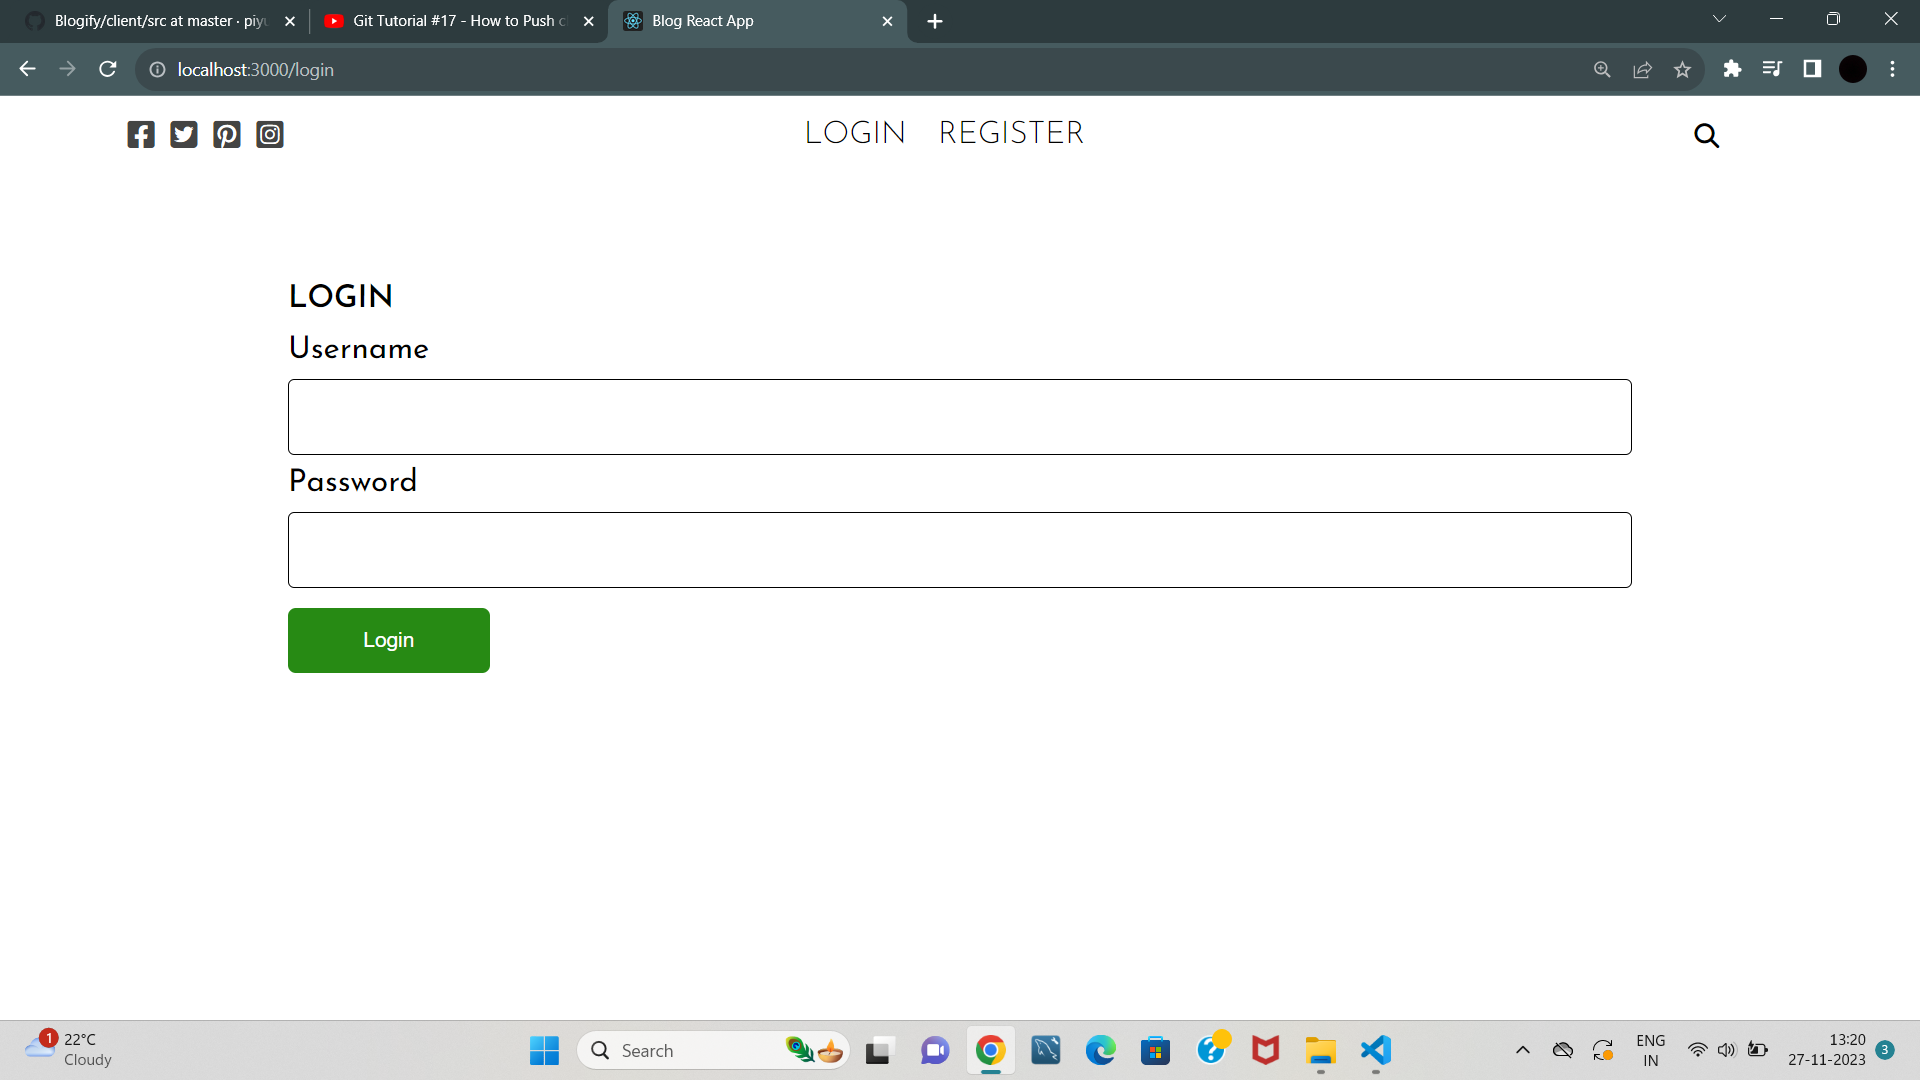 Blogify/client/src at master · piyu
Git Tutorial #17 - How to Push c
Blog React App
localhost:3000/login
LOGIN REGISTER
LOGIN
Username
Password
Login
1
22°C
Cloudy
Search
ENG
IN
13:20
27-11-2023
3